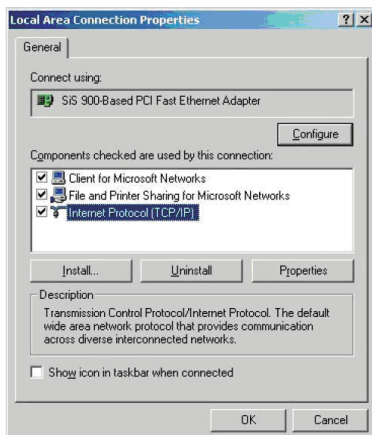 Local Area Connection Properties
General
Connect using:
SiS 900-Based PCI Fast Ethernet Adapter
Configure
Components checked are used by this connection:
Client for Microsoft Networks
File and Printer Sharing for Microsoft Networks
Internet Protocol (TCP/IP)
Install... Uninstall Properties
Description
Transmission Control Protocol/Internet Protocol. The default
wide area network protocol that provides communication
across diverse interconnected networks.
Show icon in taskbar when connected
OK Cancel